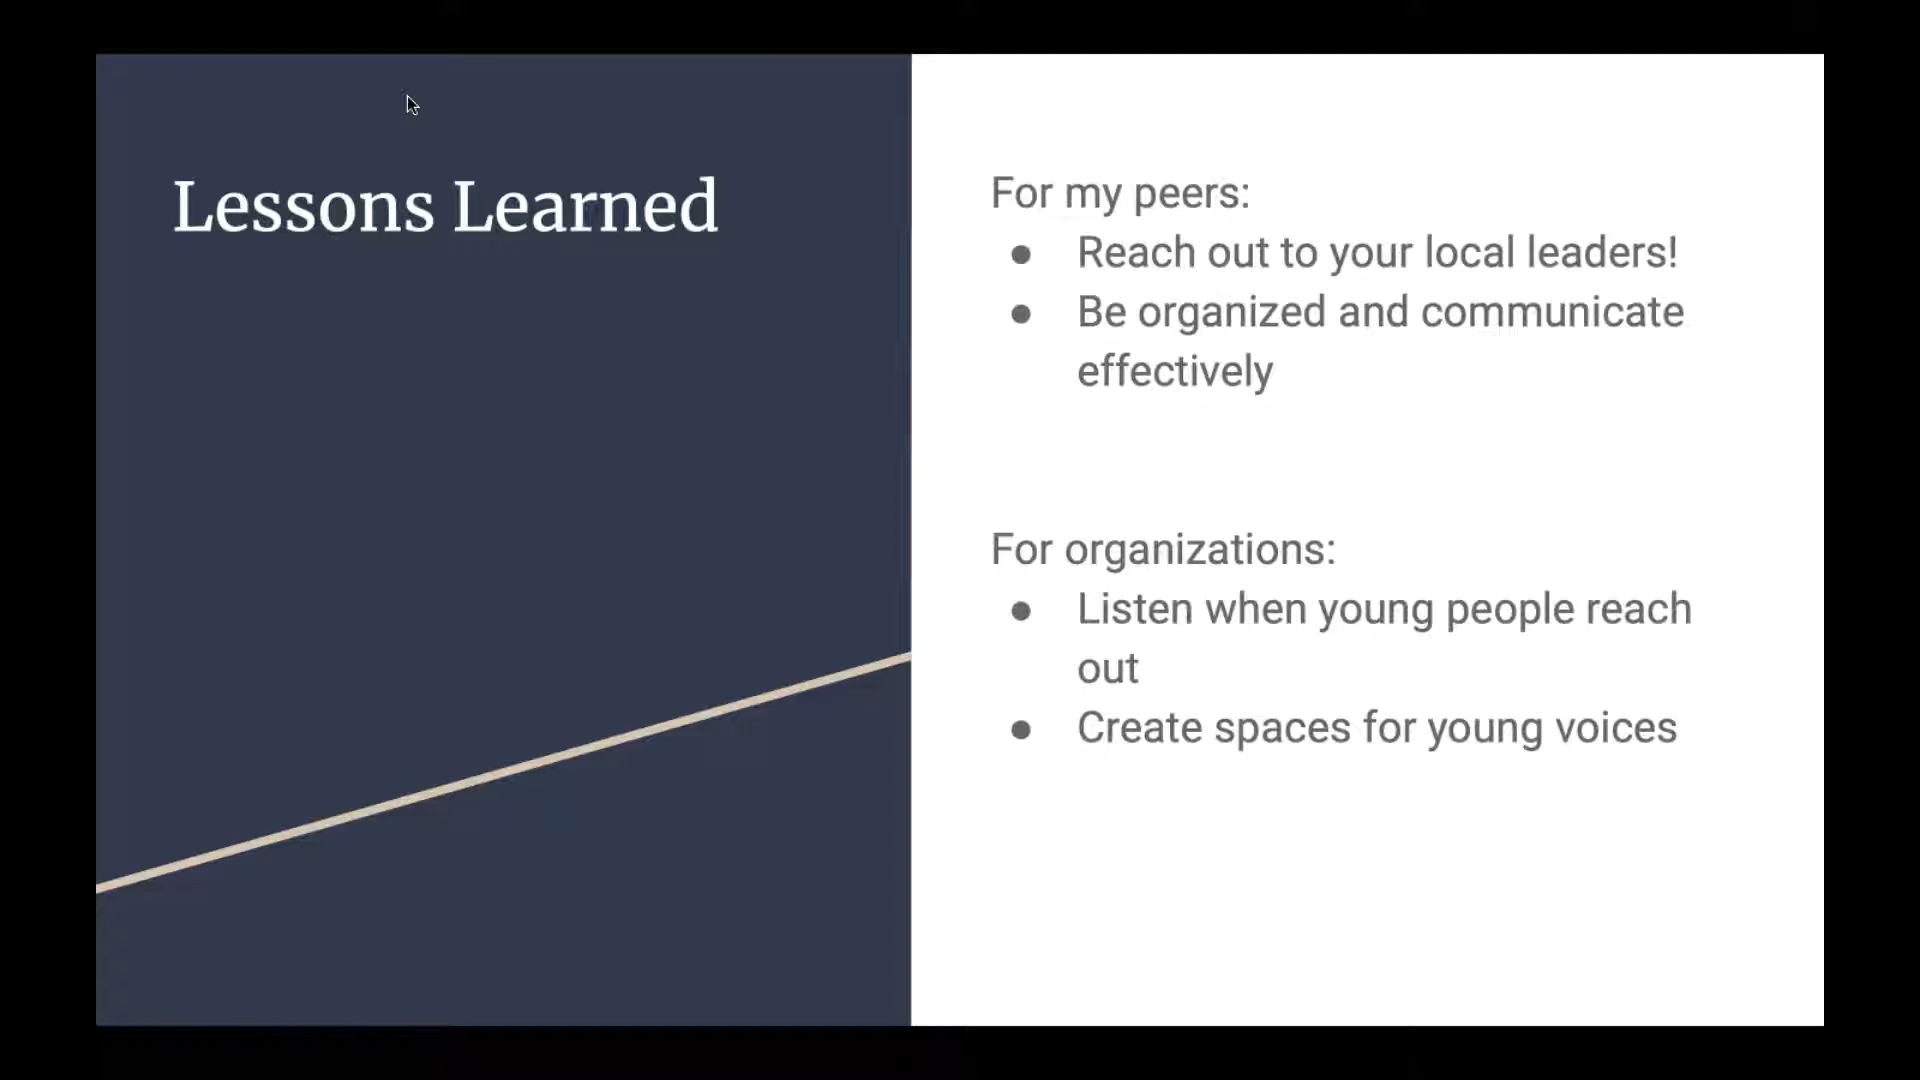 Lessons Learned
For my peers:
● Reach out to your local leaders!
● Be organized and communicate
effectively
For organizations:
● Listen when young people reach
out
● Create spaces for young voices